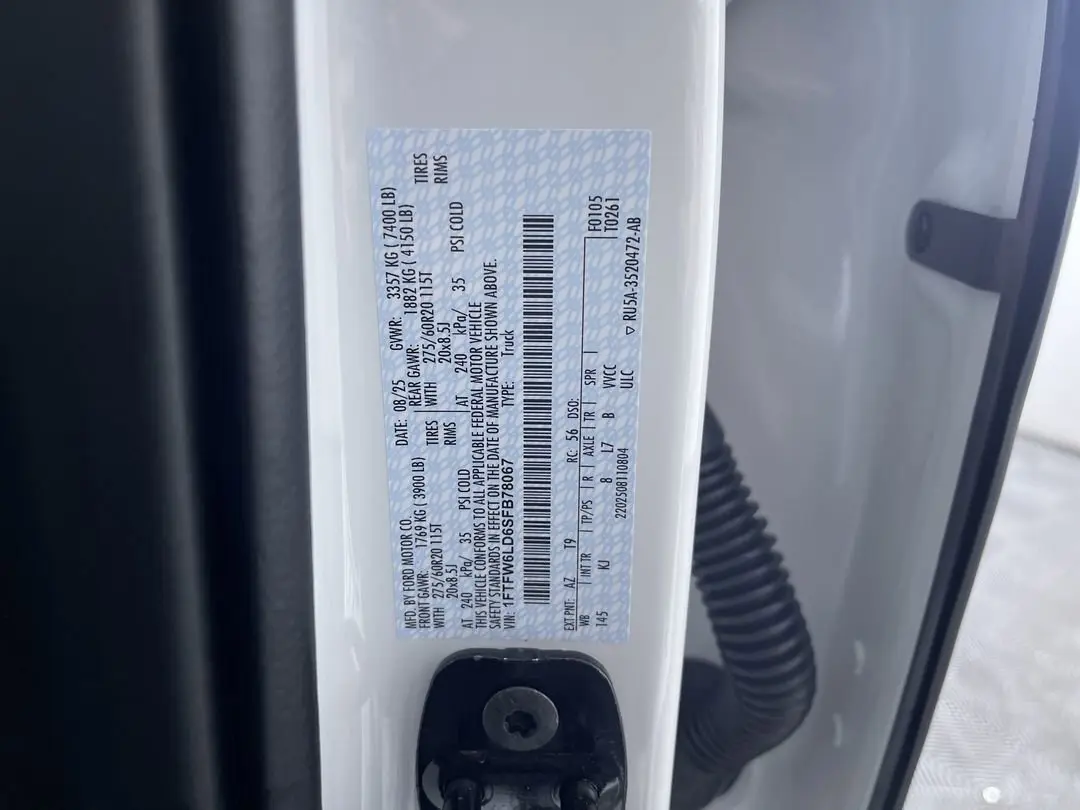 MFD. BY FORD MOTOR CO. DATE: 08/25 GVWR: 3357 KG ( 7400 LB)
FRONT GAWR: 1769 KG ( 3900 LB) REAR GAWR: 1882 KG ( 4150 LB)
WITH 275/60R20 115T TIRES WITH 275/60R20 115T TIRES
20x8.5J RIMS 20x8.5J RIMS
AT 240 kPa/ 35 PSI COLD AT 240 kPa/ 35 PSI COLD
THIS VEHICLE CONFORMS TO ALL APPLICABLE FEDERAL MOTOR VEHICLE
SAFETY STANDARDS IN EFFECT ON THE DATE OF MANUFACTURE SHOWN ABOVE.
VIN: 1FTFW6LD6SFB78067 TYPE: Truck
EXT PNT: AZ T9 RC: 56 DSO: F0105
WB INT TR TP/PS R AXLE TR SPR T0261
145 KJ 8 L7 B VVCC
2202508110804 ULC ▽ RU5A-3520472-AB